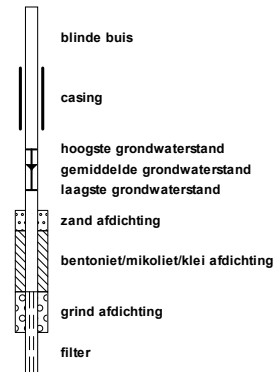 blinde buis
casing
hoogste grondwaterstand
gemiddelde grondwaterstand
laagste grondwaterstand
zand afdichting
bentoniet/mikoliet/klei afdichting
grind afdichting
filter